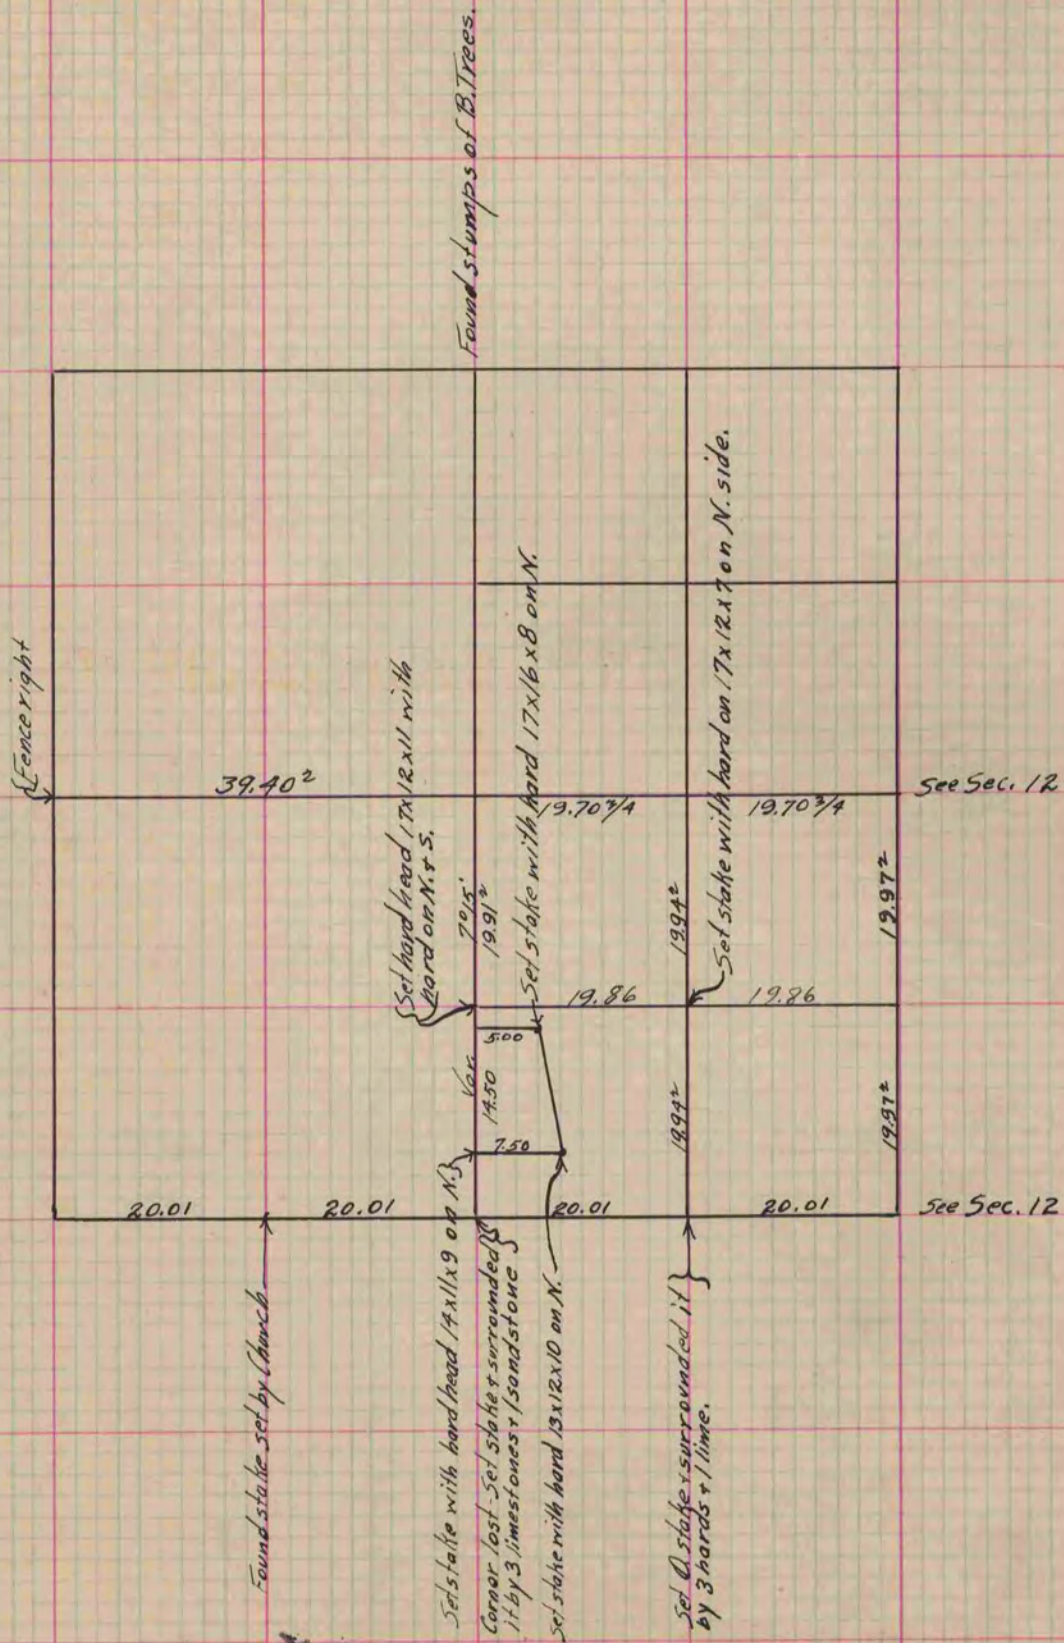 Found stumps of B. Trees.
{Fence right
39.40²
Set hard head 17x12x11 with
hard on N. + S.
Set stake with hard 17x16x8 on N.
Set stake with hard on 17x12x7 on N. side.
19.70 3/4
19.70 3/4
See Sec. 12
7°15'
19.91²
19.94²
19.97²
19.86
19.86
5.00
Var.
14.50
19.94²
19.97²
7.50
20.01
20.01
20.01
20.01
See Sec. 12
Found stake set by Church
Set stake with hard head 14x11x9 on N.}
Corner lost-Set stake + surrounded
it by 3 limestones + 1 sandstone }
Set stake with hard 13x12x10 on N.
Set Q stake + surrounded it
by 3 hards + 1 lime. }